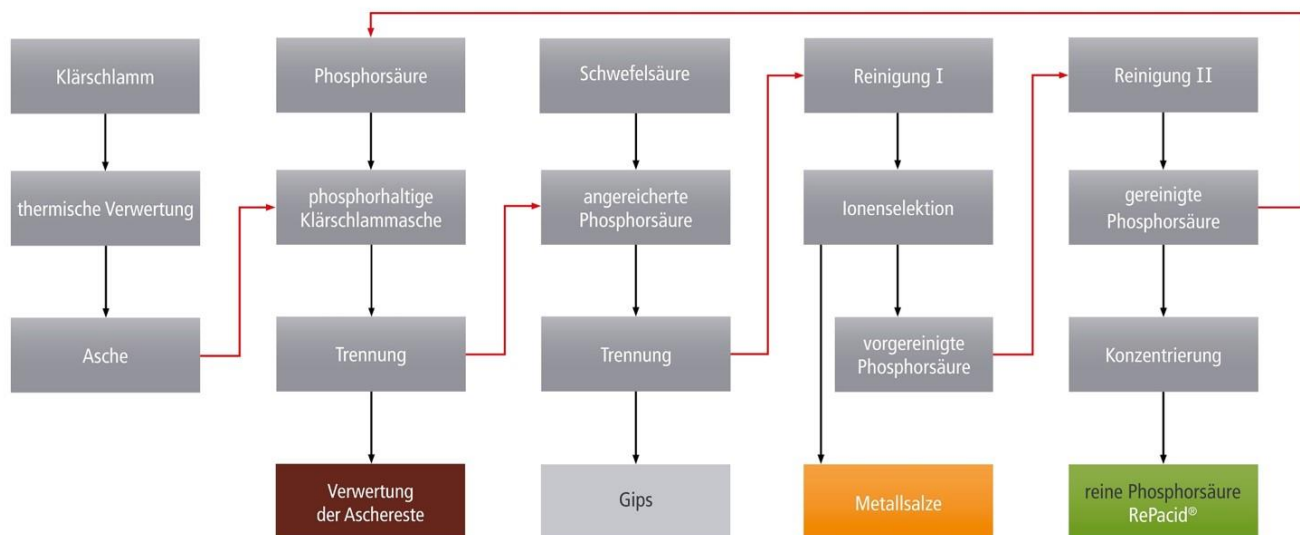 Klärschlamm
thermische Verwertung
Asche
Phosphorsäure
phosphorhaltige
Klärschlammasche
Trennung
Verwertung
der Aschereste
Schwefelsäure
angereicherte
Phosphorsäure
Trennung
Gips
Reinigung I
Ionenselektion
vorgereinigte
Phosphorsäure
Metallsalze
Reinigung II
gereinigte
Phosphorsäure
Konzentrierung
reine Phosphorsäure
RePacid®